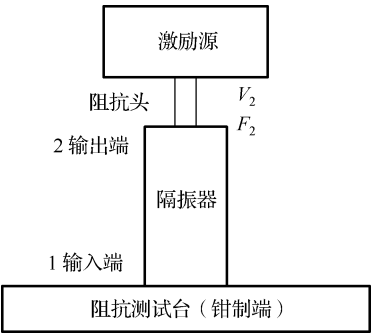 激励源
阻抗头
V₂
F₂
2 输出端
隔振器
1 输入端
阻抗测试台（钳制端）